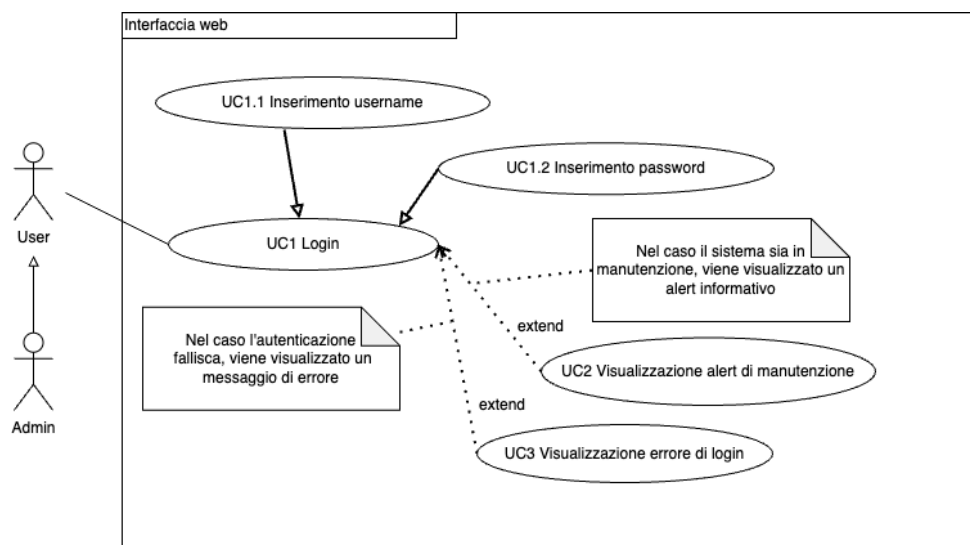 Interfaccia web
UC1.1 Inserimento username
UC1.2 Inserimento password
User
UC1 Login
Nel caso il sistema sia in
manutenzione, viene visualizzato un
alert informativo
Nel caso l'autenticazione
fallisca, viene visualizzato un
messaggio di errore
extend
UC2 Visualizzazione alert di manutenzione
extend
Admin
UC3 Visualizzazione errore di login